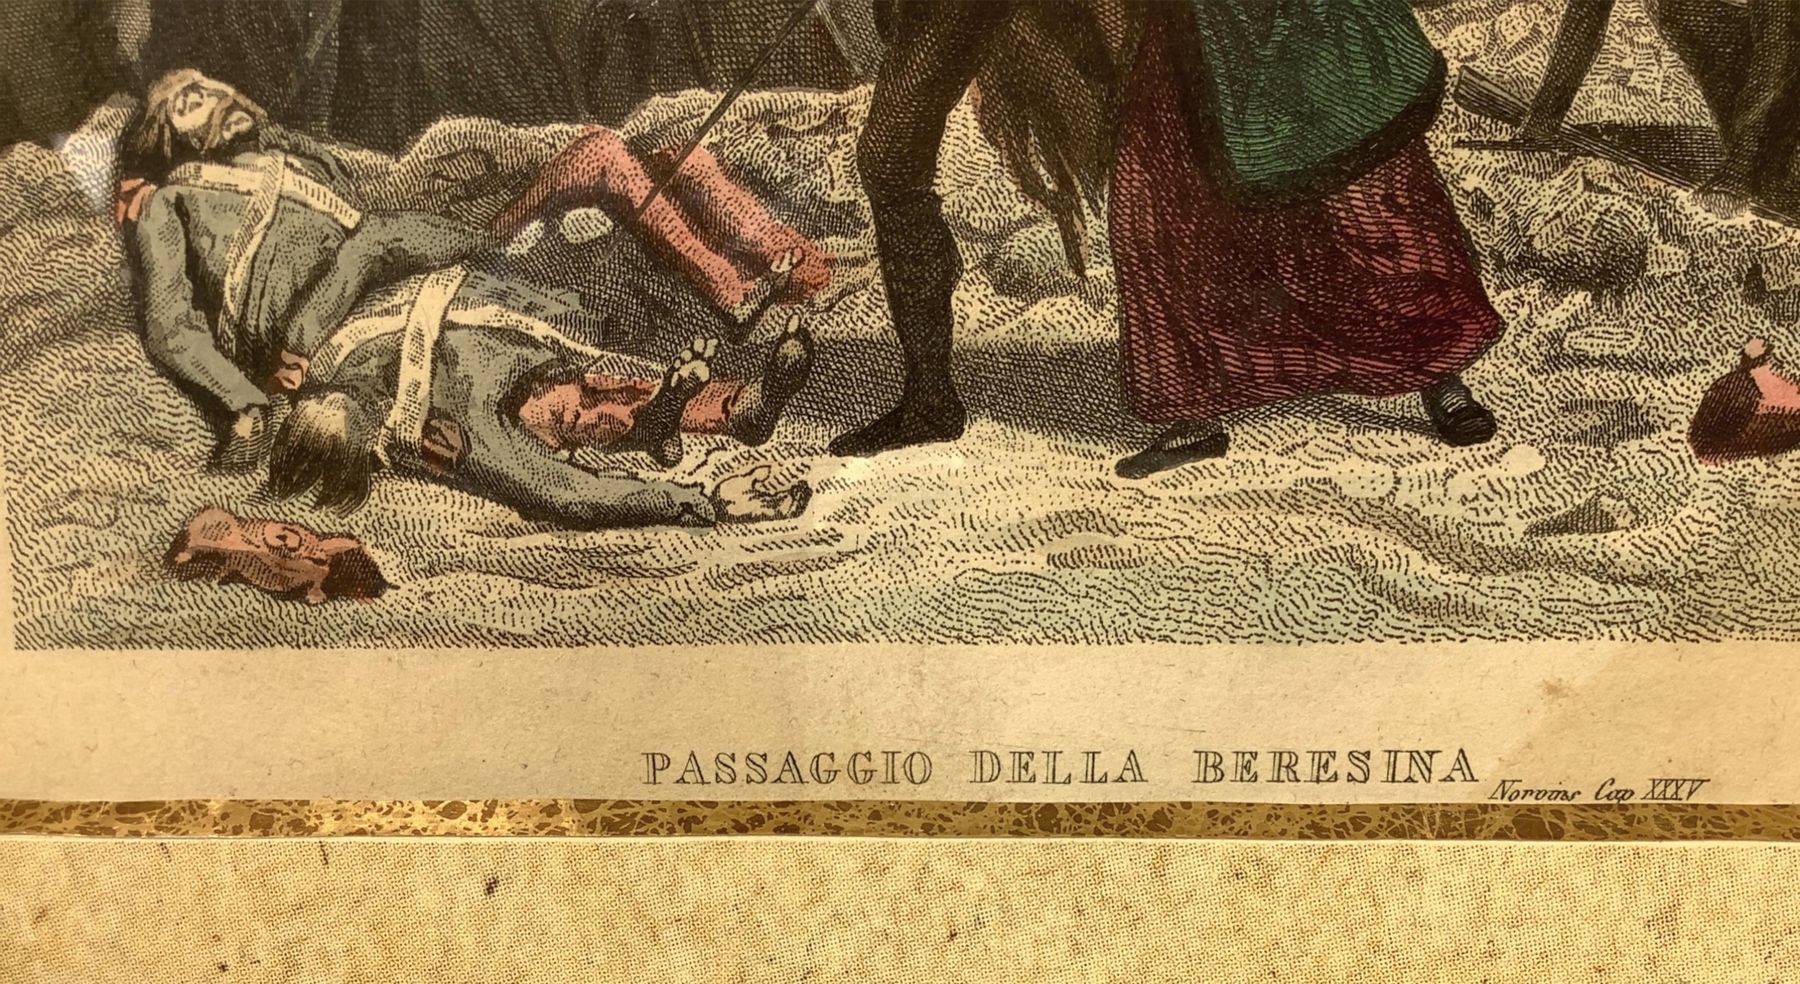 PASSAGGIO DELLA BERESINA
Norvins Cap XXXV